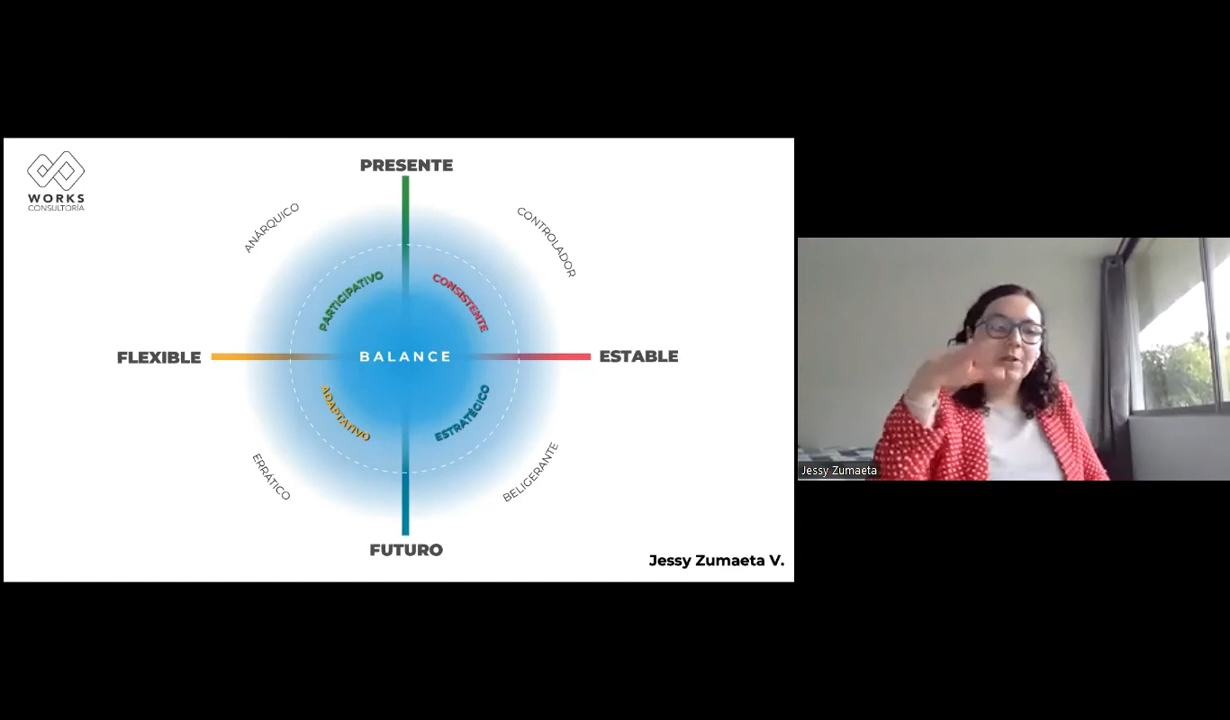 WORKS
CONSULTORÍA
PRESENTE
ANÁRQUICO
CONTROLADOR
PARTICIPATIVO
CONSISTENTE
FLEXIBLE
BALANCE
ESTABLE
ADAPTATIVO
ESTRATÉGICO
ERRÁTICO
BELIGERANTE
FUTURO
Jessy Zumaeta V.
Jessy Zumaeta